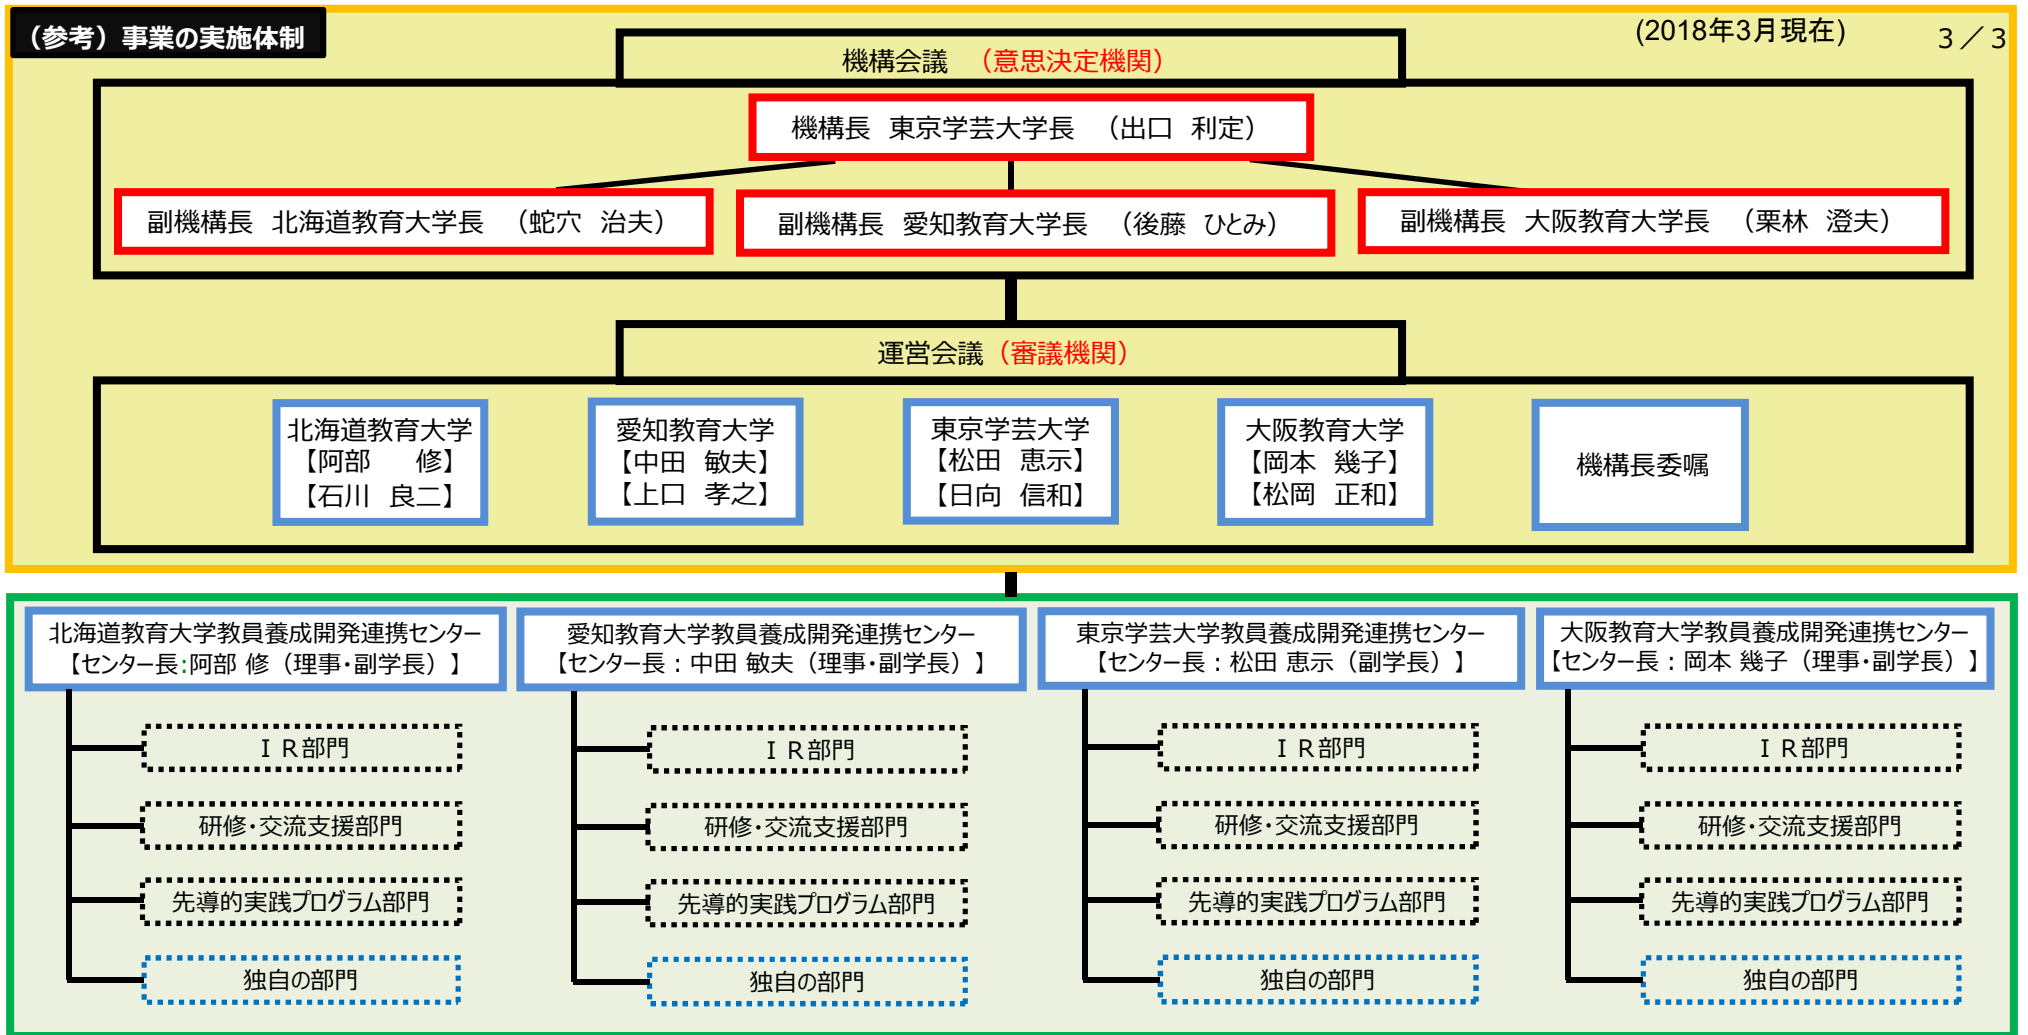 （参考）事業の実施体制
(2018年3月現在)
３／３
機構会議　（意思決定機関）
機構長　東京学芸大学長　（出口　利定）
副機構長　北海道教育大学長　（蛇穴　治夫）
副機構長　愛知教育大学長　（後藤　ひとみ）
副機構長　大阪教育大学長　（栗林　澄夫）
運営会議（審議機関）
北海道教育大学
【阿部　　修】
【石川　良二】
愛知教育大学
【中田　敏夫】
【上口　孝之】
東京学芸大学
【松田　恵示】
【日向　信和】
大阪教育大学
【岡本　幾子】
【松岡　正和】
機構長委嘱
北海道教育大学教員養成開発連携センター
【センター長:阿部 修（理事・副学長）】
ＩＲ部門
研修・交流支援部門
先導的実践プログラム部門
独自の部門
愛知教育大学教員養成開発連携センター
【センター長：中田 敏夫（理事・副学長）】
ＩＲ部門
研修・交流支援部門
先導的実践プログラム部門
独自の部門
東京学芸大学教員養成開発連携センター
【センター長：松田 恵示（副学長）】
ＩＲ部門
研修・交流支援部門
先導的実践プログラム部門
独自の部門
大阪教育大学教員養成開発連携センター
【センター長：岡本 幾子（理事・副学長）】
ＩＲ部門
研修・交流支援部門
先導的実践プログラム部門
独自の部門